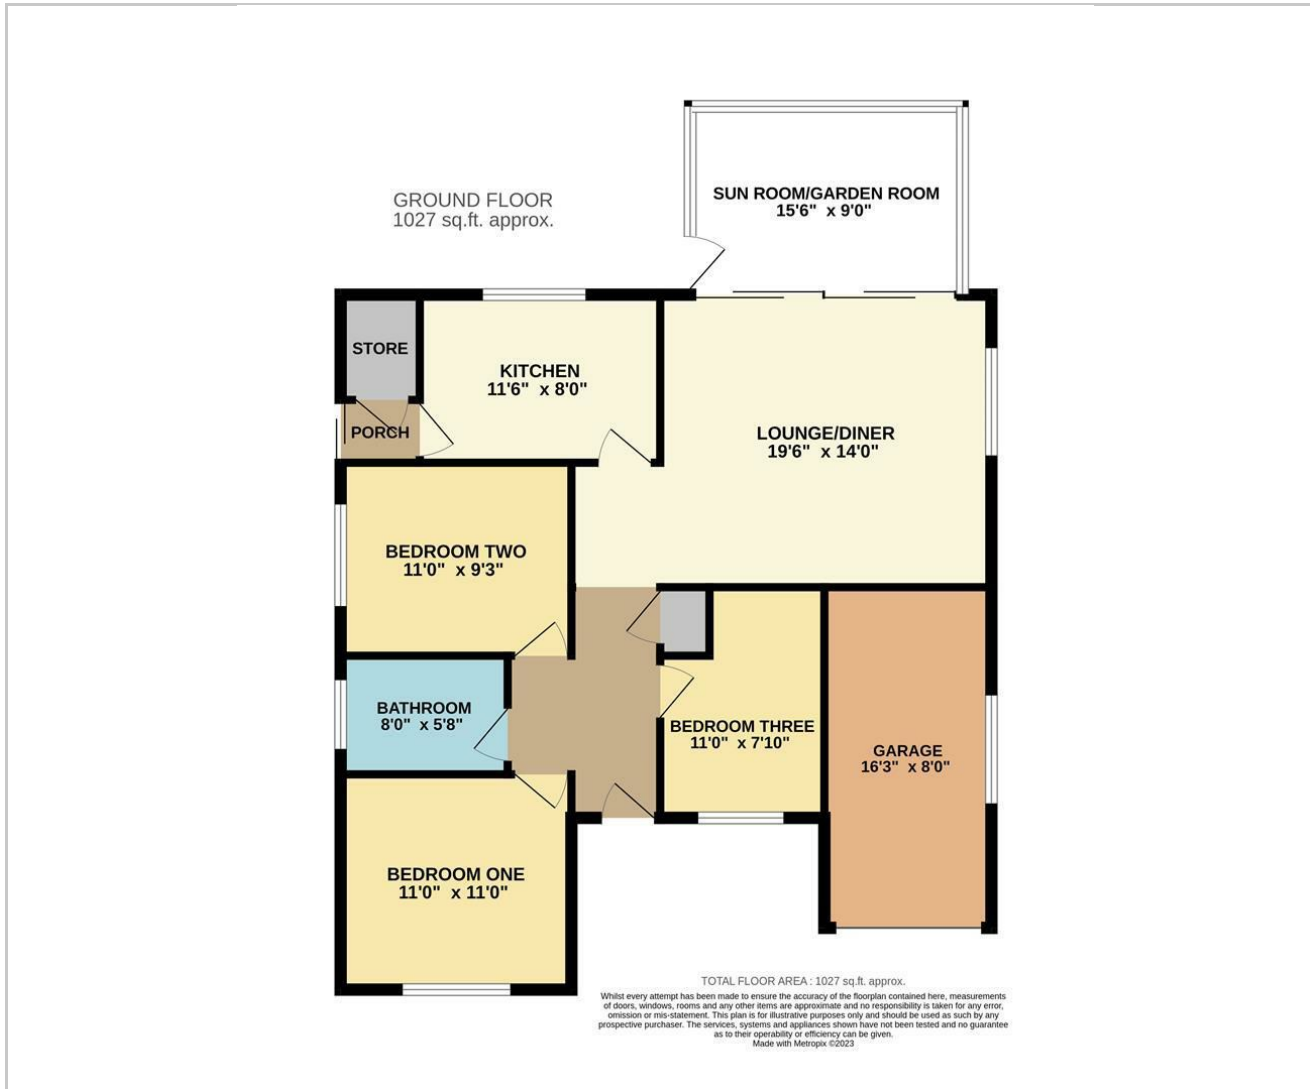 GROUND FLOOR
1027 sq.ft. approx.
SUN ROOM/GARDEN ROOM
15'6" x 9'0"
STORE
KITCHEN
11'6" x 8'0"
PORCH
LOUNGE/DINER
19'6" x 14'0"
BEDROOM TWO
11'0" x 9'3"
BATHROOM
8'0" x 5'8"
BEDROOM THREE
11'0" x 7'10"
GARAGE
16'3" x 8'0"
BEDROOM ONE
11'0" x 11'0"
TOTAL FLOOR AREA : 1027 sq.ft. approx.
Whilst every attempt has been made to ensure the accuracy of the floorplan contained here, measurements
of doors, windows, rooms and any other items are approximate and no responsibility is taken for any error,
omission or mis-statement. This plan is for illustrative purposes only and should be used as such by any
prospective purchaser. The services, systems and appliances shown have not been tested and no guarantee
as to their operability or efficiency can be given.
Made with Metropix ©2023